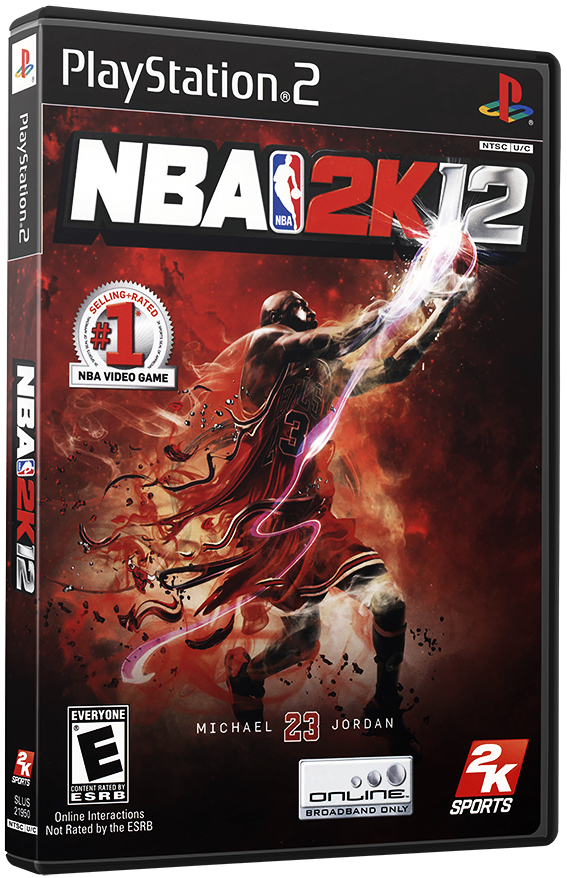 PlayStation.2
NBA 2K12
2K
SPORTS
SLUS
21950
NTSC U/C
PlayStation®2
NTSC U/C
NBA 2K12
NBA
SELLING+RATED
#1
NBA VIDEO GAME
23
MICHAEL 23 JORDAN
EVERYONE
E
CONTENT RATED BY
ESRB
Online Interactions
Not Rated by the ESRB
ONLINE
BROADBAND ONLY
2K
SPORTS